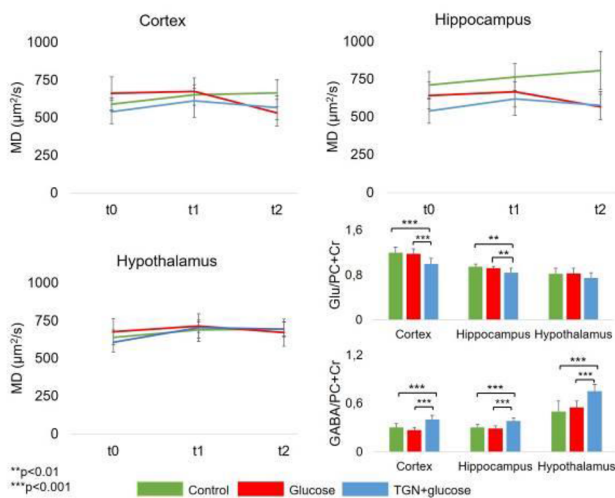 Cortex
1000
750
500
250
0
MD (µm²/s)
t0 t1 t2
Hippocampus
1000
750
500
250
0
MD (µm²/s)
t0 t1 t2
Hypothalamus
1000
750
500
250
0
MD (µm²/s)
t0 t1 t2
1,6
0,8
0
Glu/PC+Cr
*** *** ** **
Cortex Hippocampus Hypothalamus
1,2
0,6
0
GABA/PC+Cr
*** *** *** *** *** ***
Cortex Hippocampus Hypothalamus
**p<0.01
***p<0.001
Control Glucose TGN+glucose